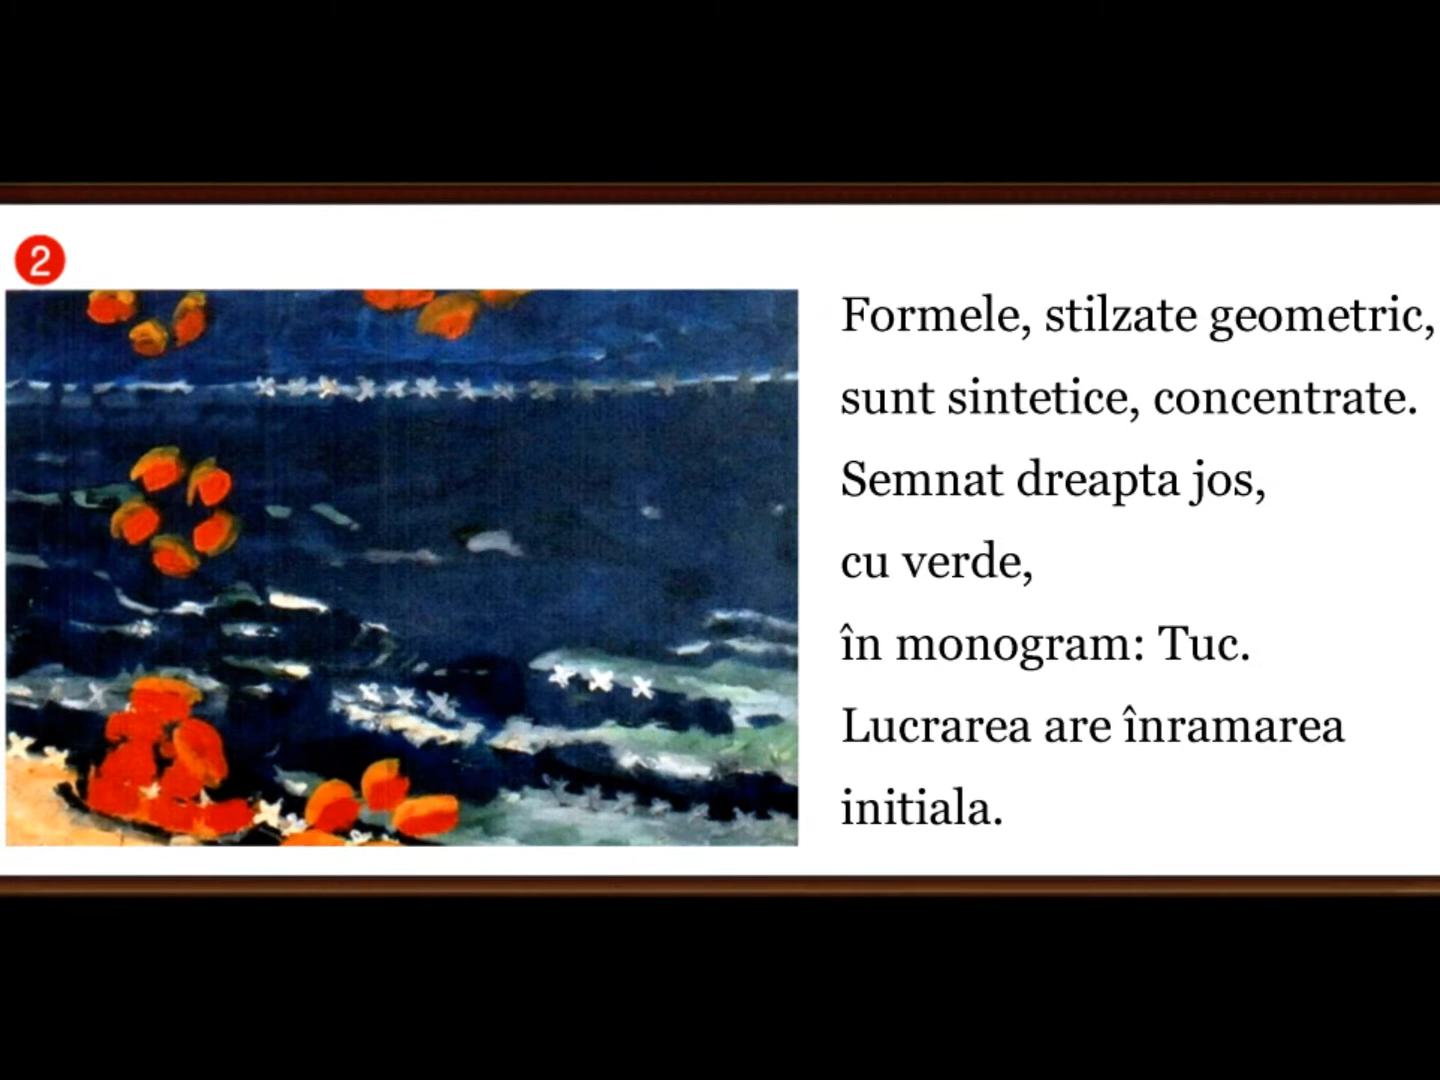 2
Formele, stilzate geometric,
sunt sintetice, concentrate.
Semnat dreapta jos,
cu verde,
în monogram: Tuc.
Lucrarea are înramarea
initiala.